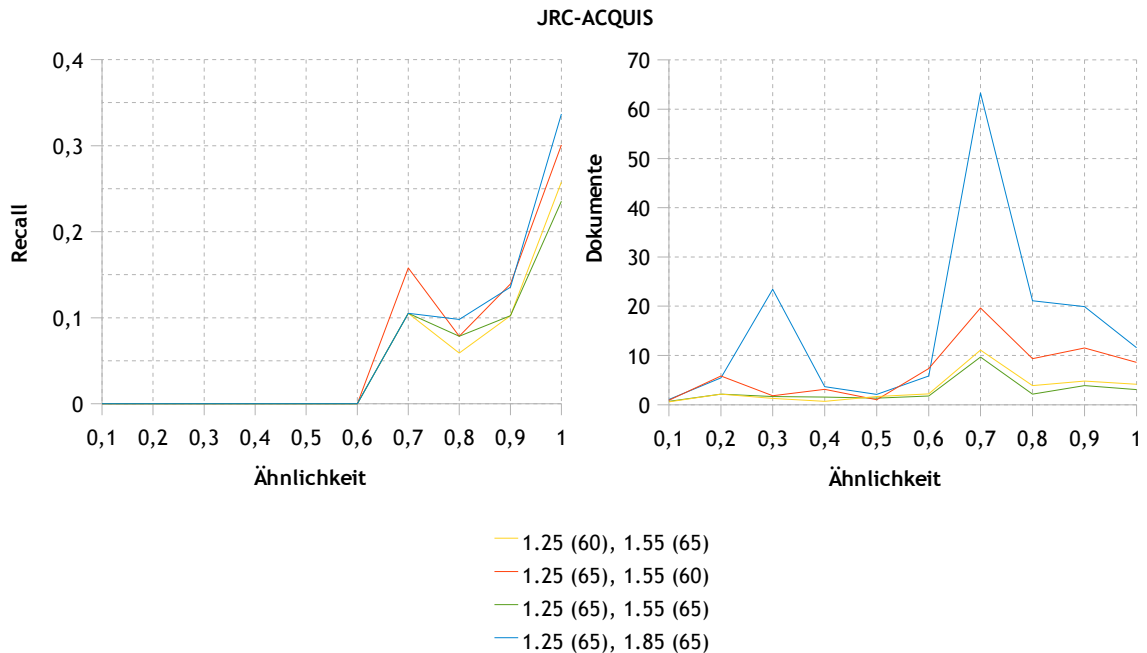 JRC-ACQUIS
0,4
0,3
0,2
0,1
0
Recall
0,1 0,2 0,3 0,4 0,5 0,6 0,7 0,8 0,9 1
Ähnlichkeit
70
60
50
40
30
20
10
0
Dokumente
0,1 0,2 0,3 0,4 0,5 0,6 0,7 0,8 0,9 1
Ähnlichkeit
1.25 (60), 1.55 (65)
1.25 (65), 1.55 (60)
1.25 (65), 1.55 (65)
1.25 (65), 1.85 (65)